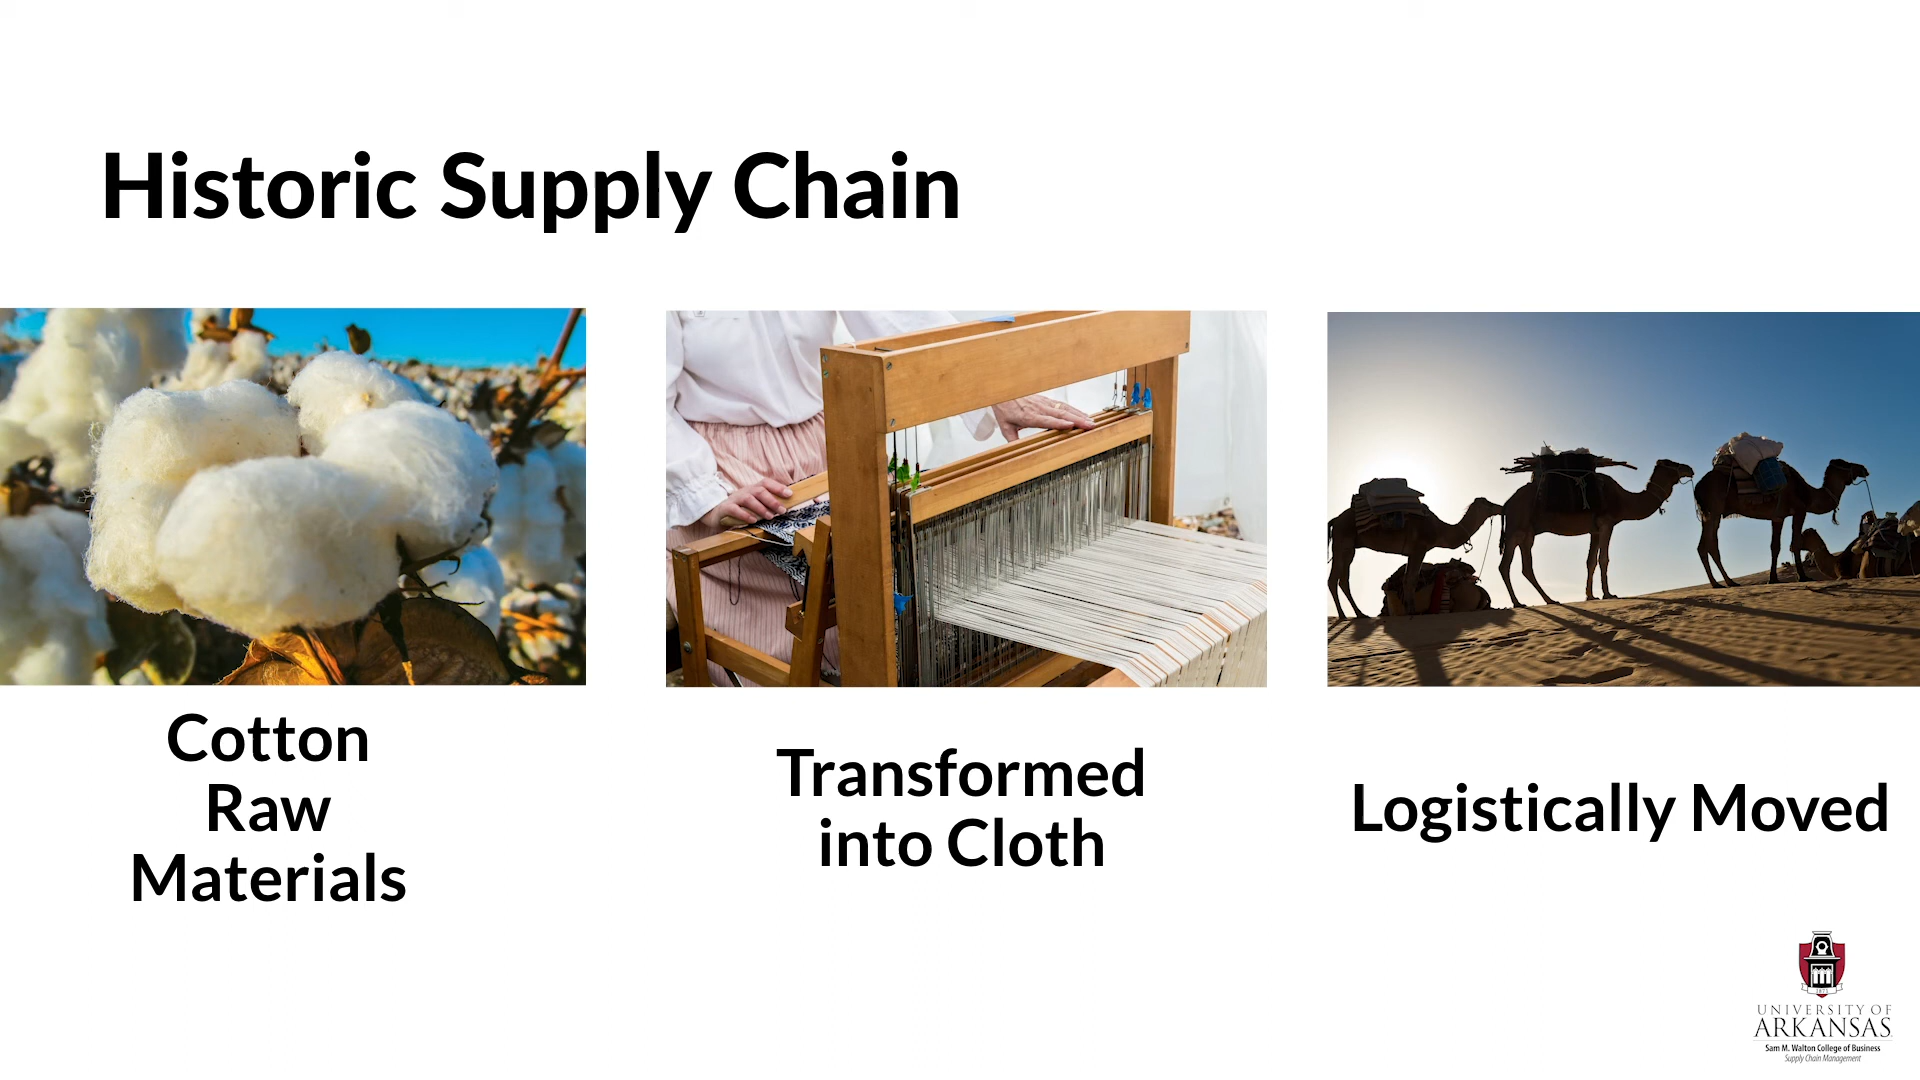 Historic Supply Chain
Cotton
Raw
Materials
Transformed
into Cloth
Logistically Moved
1871
UNIVERSITY OF
ARKANSAS
Sam M. Walton College of Business
Supply Chain Management